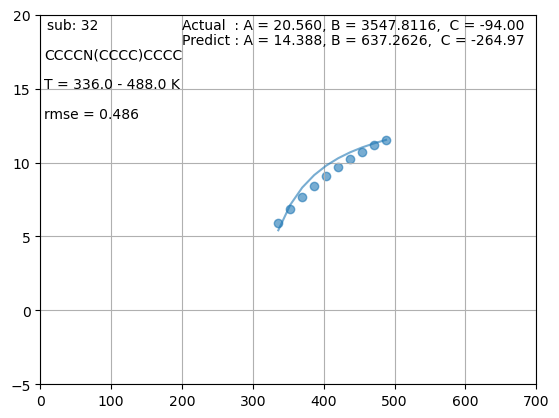 sub: 32
Actual : A = 20.560, B = 3547.8116, C = -94.00
Predict : A = 14.388, B = 637.2626, C = -264.97
CCCCN(CCCC)CCCC
T = 336.0 - 488.0 K
rmse = 0.486
20
15
10
5
0
−5
0 100 200 300 400 500 600 700